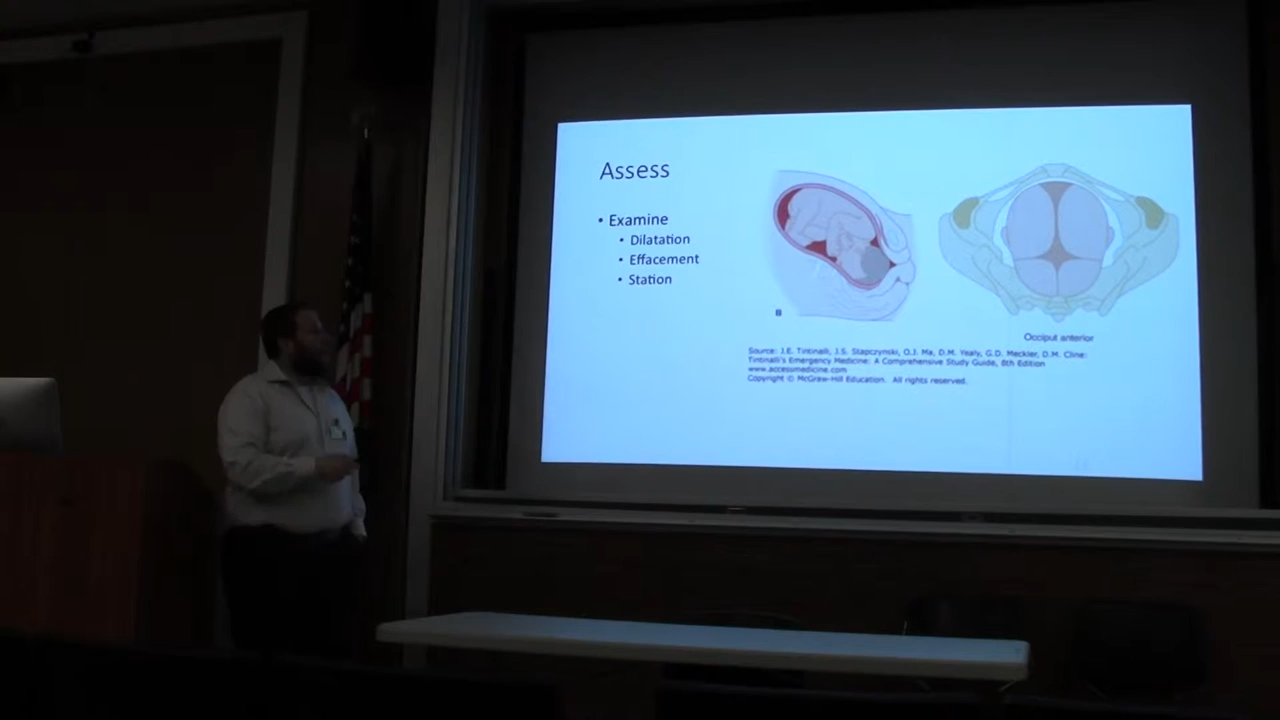 Assess
• Examine
• Dilatation
• Effacement
• Station
B
Occiput anterior
Source: J.E. Tintinalli, J.S. Stapczynski, O.J. Ma, D.M. Yealy, G.D. Meckler, D.M. Cline:
Tintinalli's Emergency Medicine: A Comprehensive Study Guide, 8th Edition
www.accessmedicine.com
Copyright © McGraw-Hill Education. All rights reserved.